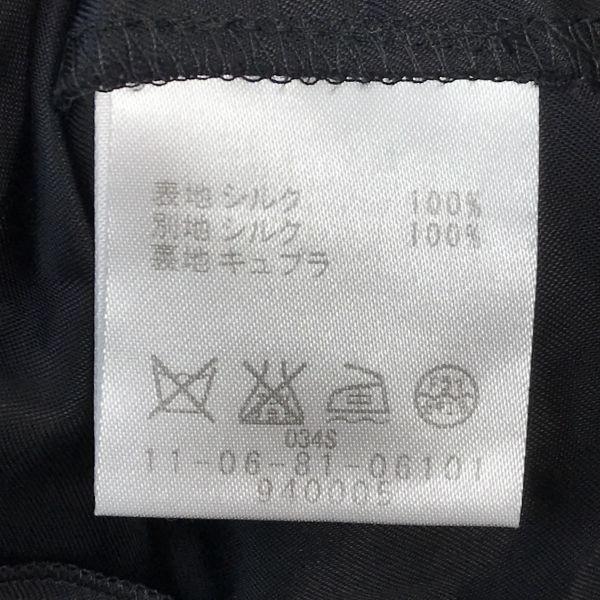 表地 シルク 100%
別地 シルク 100%
裏地 キュプラ
034S
11-06-81-06101
940005